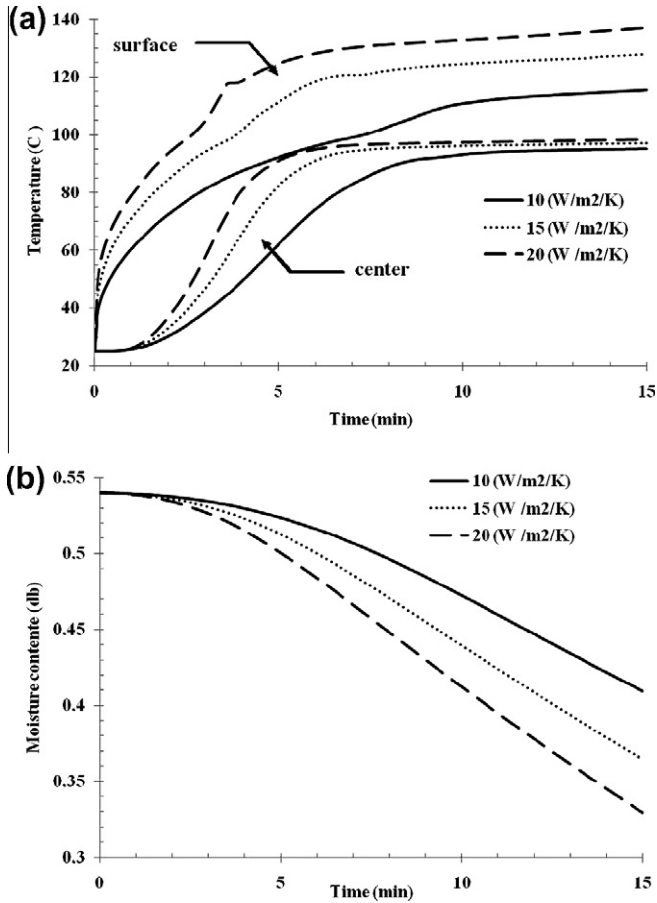 (a)
140
120
100
80
60
40
20
Temperature (C )
surface
center
10 (W/m2/K)
15 (W /m2/K)
20 (W /m2/K)
0
5
10
15
Time (min)
(b)
0.55
0.5
0.45
0.4
0.35
0.3
Moisture contente (db)
10 (W/m2/K)
15 (W /m2/K)
20 (W /m2/K)
0
5
10
15
Time (min)